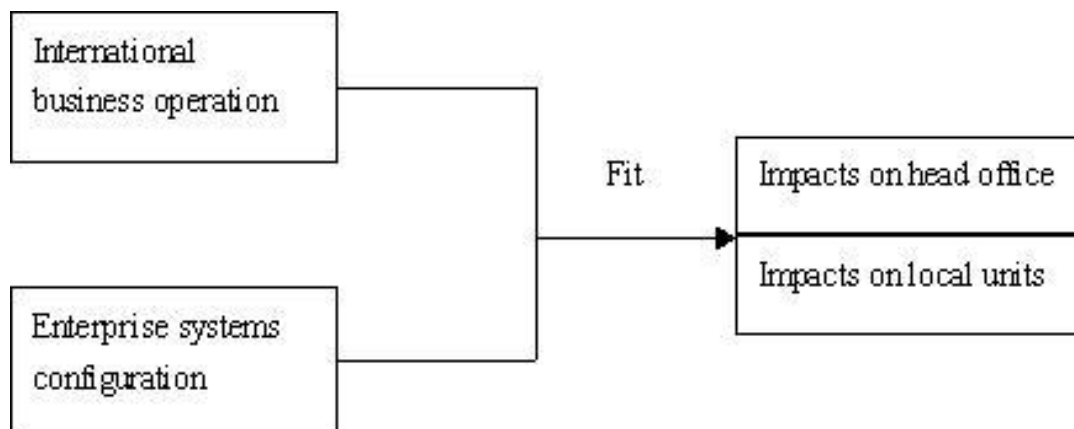 International
business operation
Fit
Impacts on head office
Impacts on local units
Enterprise systems
configuration